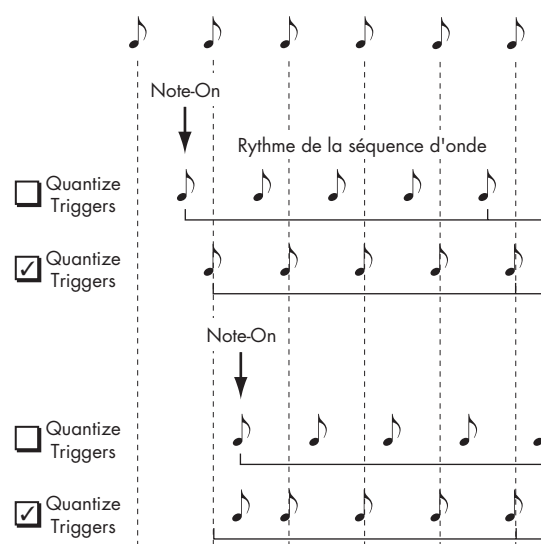 Note-On
Rythme de la séquence d'onde
Quantize
Triggers
Quantize
Triggers
Note-On
Quantize
Triggers
Quantize
Triggers